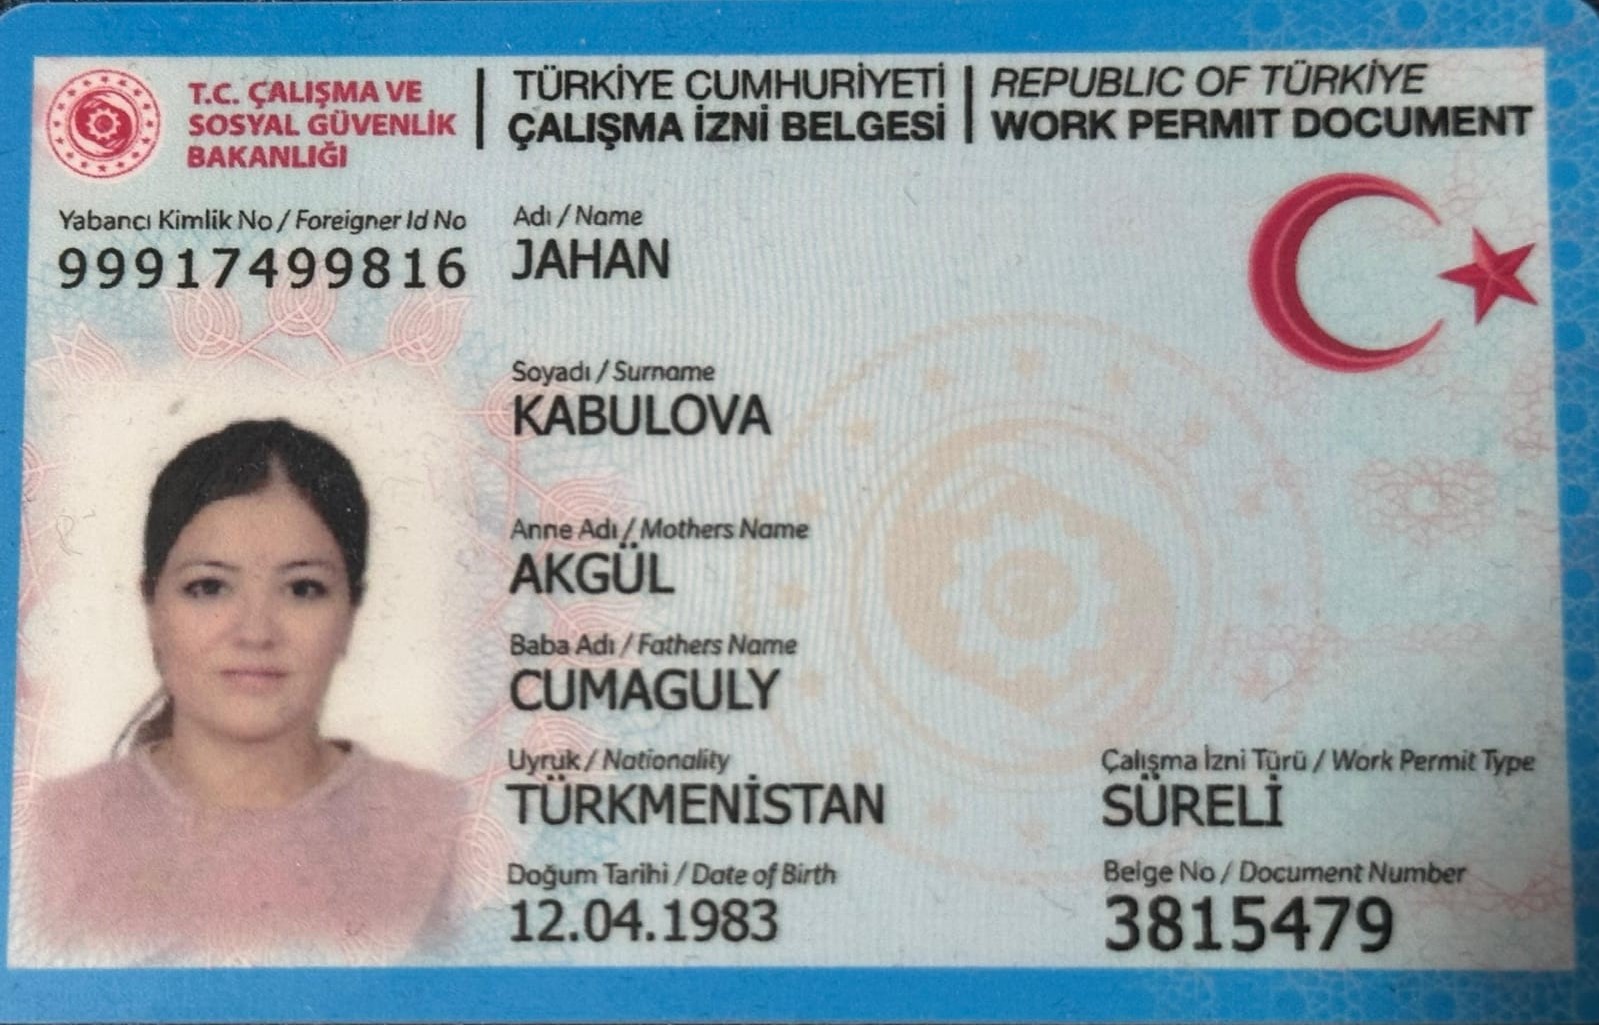 T.C. ÇALIŞMA VE
SOSYAL GÜVENLİK
BAKANLIĞI
TÜRKİYE CUMHURİYETİ
ÇALIŞMA İZNİ BELGESİ
REPUBLIC OF TÜRKİYE
WORK PERMIT DOCUMENT
Yabancı Kimlik No / Foreigner Id No
99917499816
Adı / Name
JAHAN
Soyadı / Surname
KABULOVA
Anne Adı / Mothers Name
AKGÜL
Baba Adı / Fathers Name
CUMAGULY
Uyruk / Nationality
TÜRKMENİSTAN
Çalışma İzni Türü / Work Permit Type
SÜRELİ
Doğum Tarihi / Date of Birth
12.04.1983
Belge No / Document Number
3815479